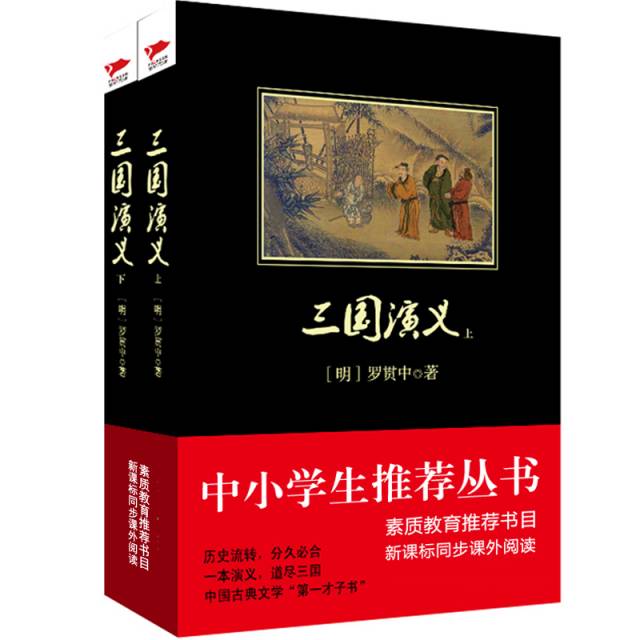 三国演义 下
[明] 罗贯中◎著
素质教育推荐书目
新课标同步课外阅读
三国演义 上
[明] 罗贯中◎著
三国演义 上
[明] 罗贯中◎著
中小学生推荐丛书
素质教育推荐书目
新课标同步课外阅读
历史流转，分久必合
一本演义，道尽三国
中国古典文学“第一才子书”